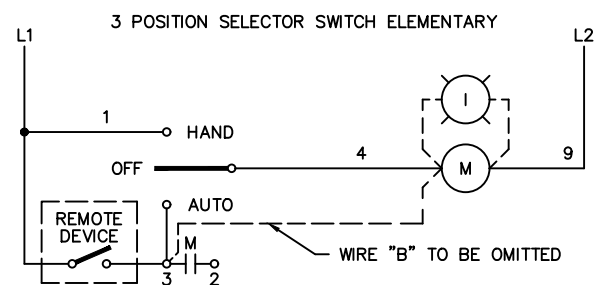 3 POSITION SELECTOR SWITCH ELEMENTARY
L1
L2
1
HAND
I
OFF
4
M
9
AUTO
REMOTE
DEVICE
M
WIRE "B" TO BE OMITTED
3
2